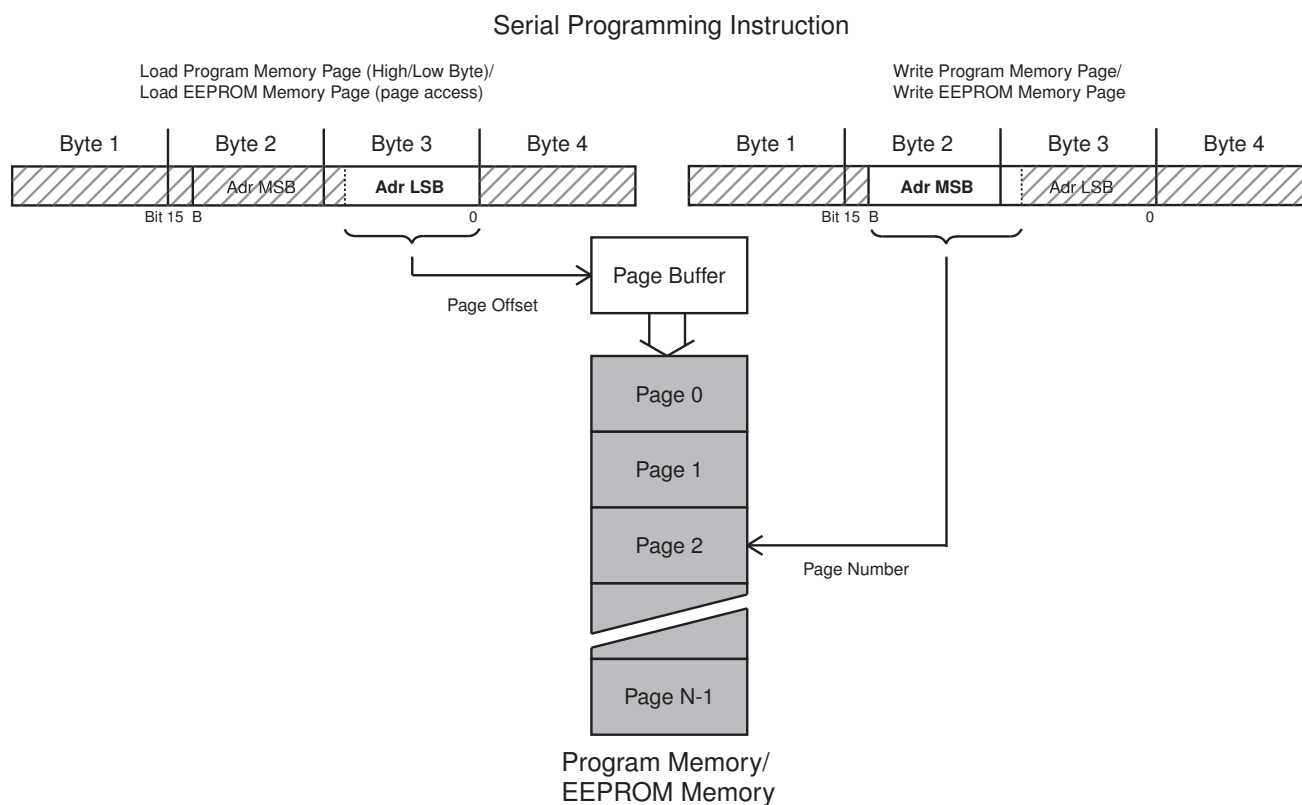 Serial Programming Instruction
Load Program Memory Page (High/Low Byte)/
Load EEPROM Memory Page (page access)
Write Program Memory Page/
Write EEPROM Memory Page
Byte 1 Byte 2 Byte 3 Byte 4
Adr MSB Adr LSB
Bit 15 B 0
Byte 1 Byte 2 Byte 3 Byte 4
Adr MSB Adr LSB
Bit 15 B 0
Page Buffer
Page Offset
Page 0
Page 1
Page 2
Page Number
Page N-1
Program Memory/
EEPROM Memory